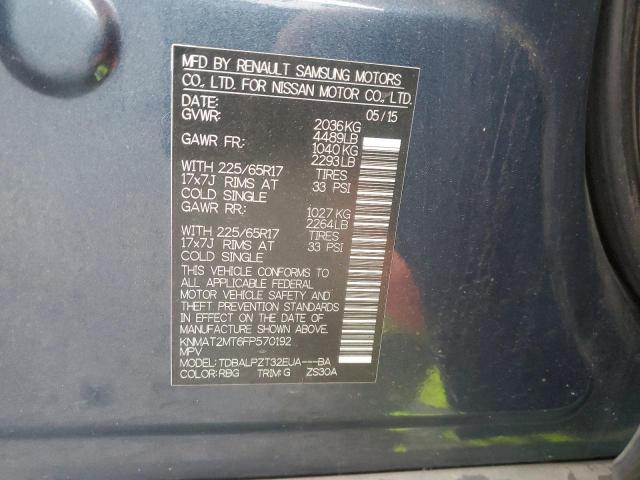 MFD BY RENAULT SAMSUNG MOTORS
CO., LTD. FOR NISSAN MOTOR CO., LTD.
DATE: 05/15
GVWR: 2036KG
4489LB
GAWR FR: 1040KG
2293LB
WITH 225/65R17 TIRES
17x7J RIMS AT 33 PSI
COLD SINGLE
GAWR RR: 1027KG
2264LB
WITH 225/65R17 TIRES
17x7J RIMS AT 33 PSI
COLD SINGLE
THIS VEHICLE CONFORMS TO
ALL APPLICABLE FEDERAL
MOTOR VEHICLE SAFETY AND
THEFT PREVENTION STANDARDS
IN EFFECT ON THE DATE OF
MANUFACTURE SHOWN ABOVE.
KNMAT2MT6FP570192
MPV
MODEL: TDBALPZT32EUA---BA
COLOR: RBG TRIM: G ZS30A